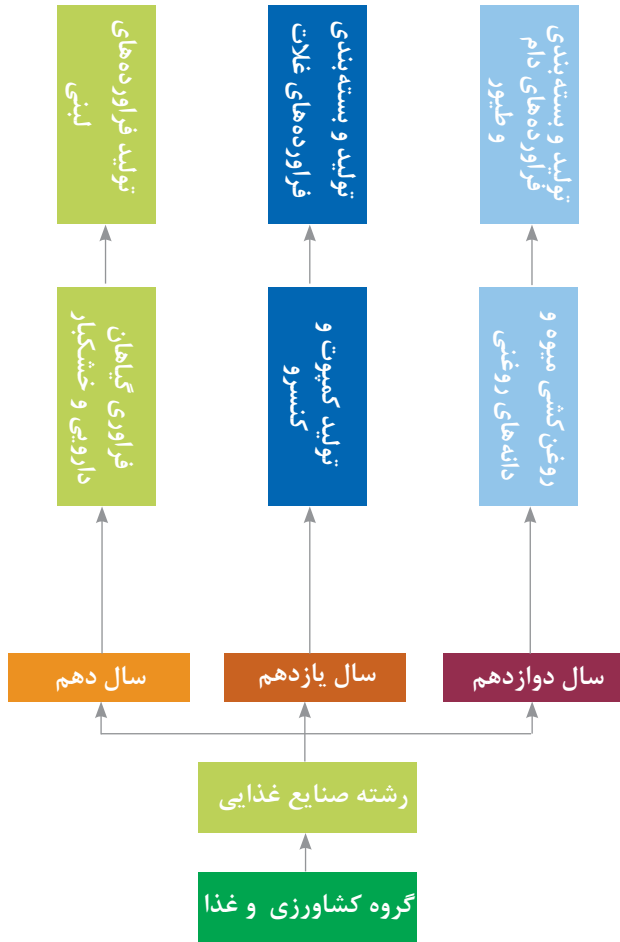 تولید و بسته‌بندی
فراورده‌های دام
و طیور
تولید و بسته‌بندی
فراورده‌های غلات
تولید فراورده‌های
لبنی
روغن‌کشی میوه و
دانه‌های روغنی
تولید کمپوت و
کنسرو
فراوری گیاهان
دارویی و خشکبار
سال دوازدهم
سال یازدهم
سال دهم
رشته صنایع غذایی
گروه کشاورزی و غذا